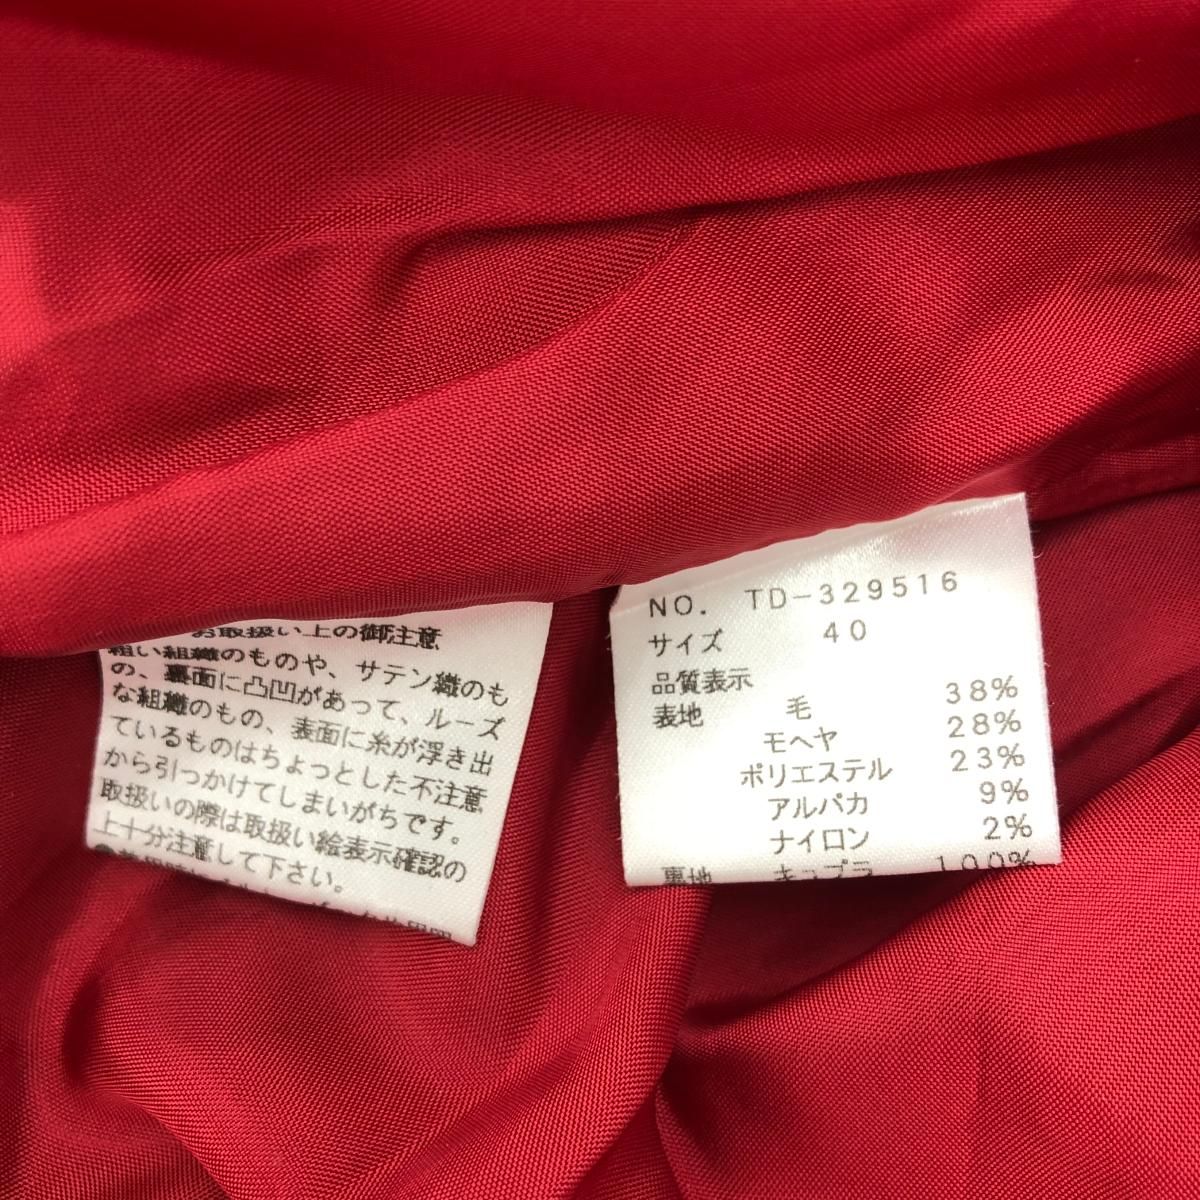 お取扱い上の御注意
粗い組織のものや、サテン織のも
の、裏面に凸凹があって、ルーズ
な組織のもの、表面に糸が浮き出
ているものはちょっとした不注意
から引っかけてしまいがちです。
取扱いの際は取扱い絵表示確認の
上十分注意して下さい。
NO. TD-329516
サイズ 40
品質表示
表地 毛 38%
モヘヤ 28%
ポリエステル 23%
アルパカ 9%
ナイロン 2%
裏地 キュプラ 100%